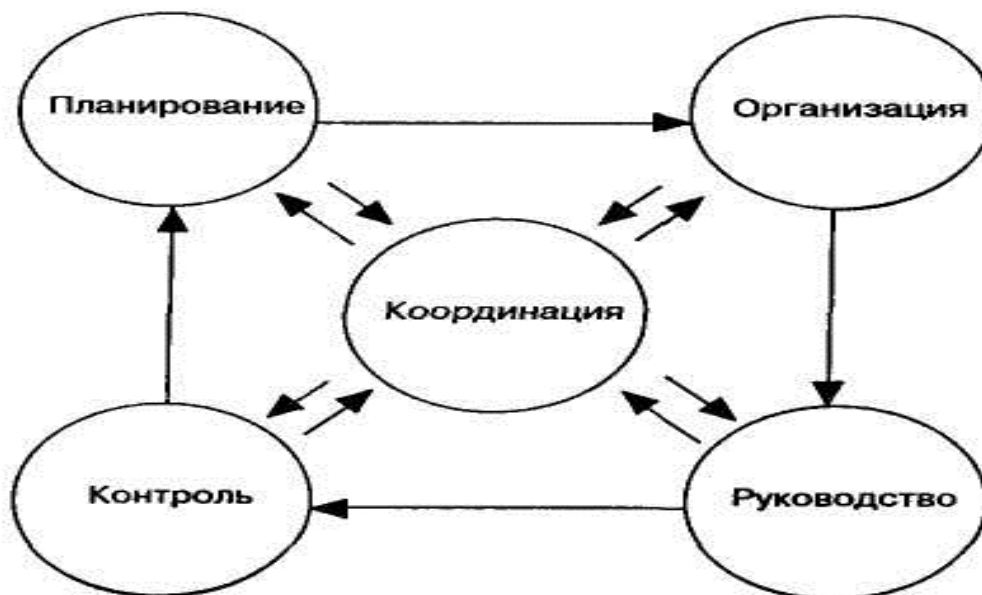 Планирование
Организация
Координация
Контроль
Руководство